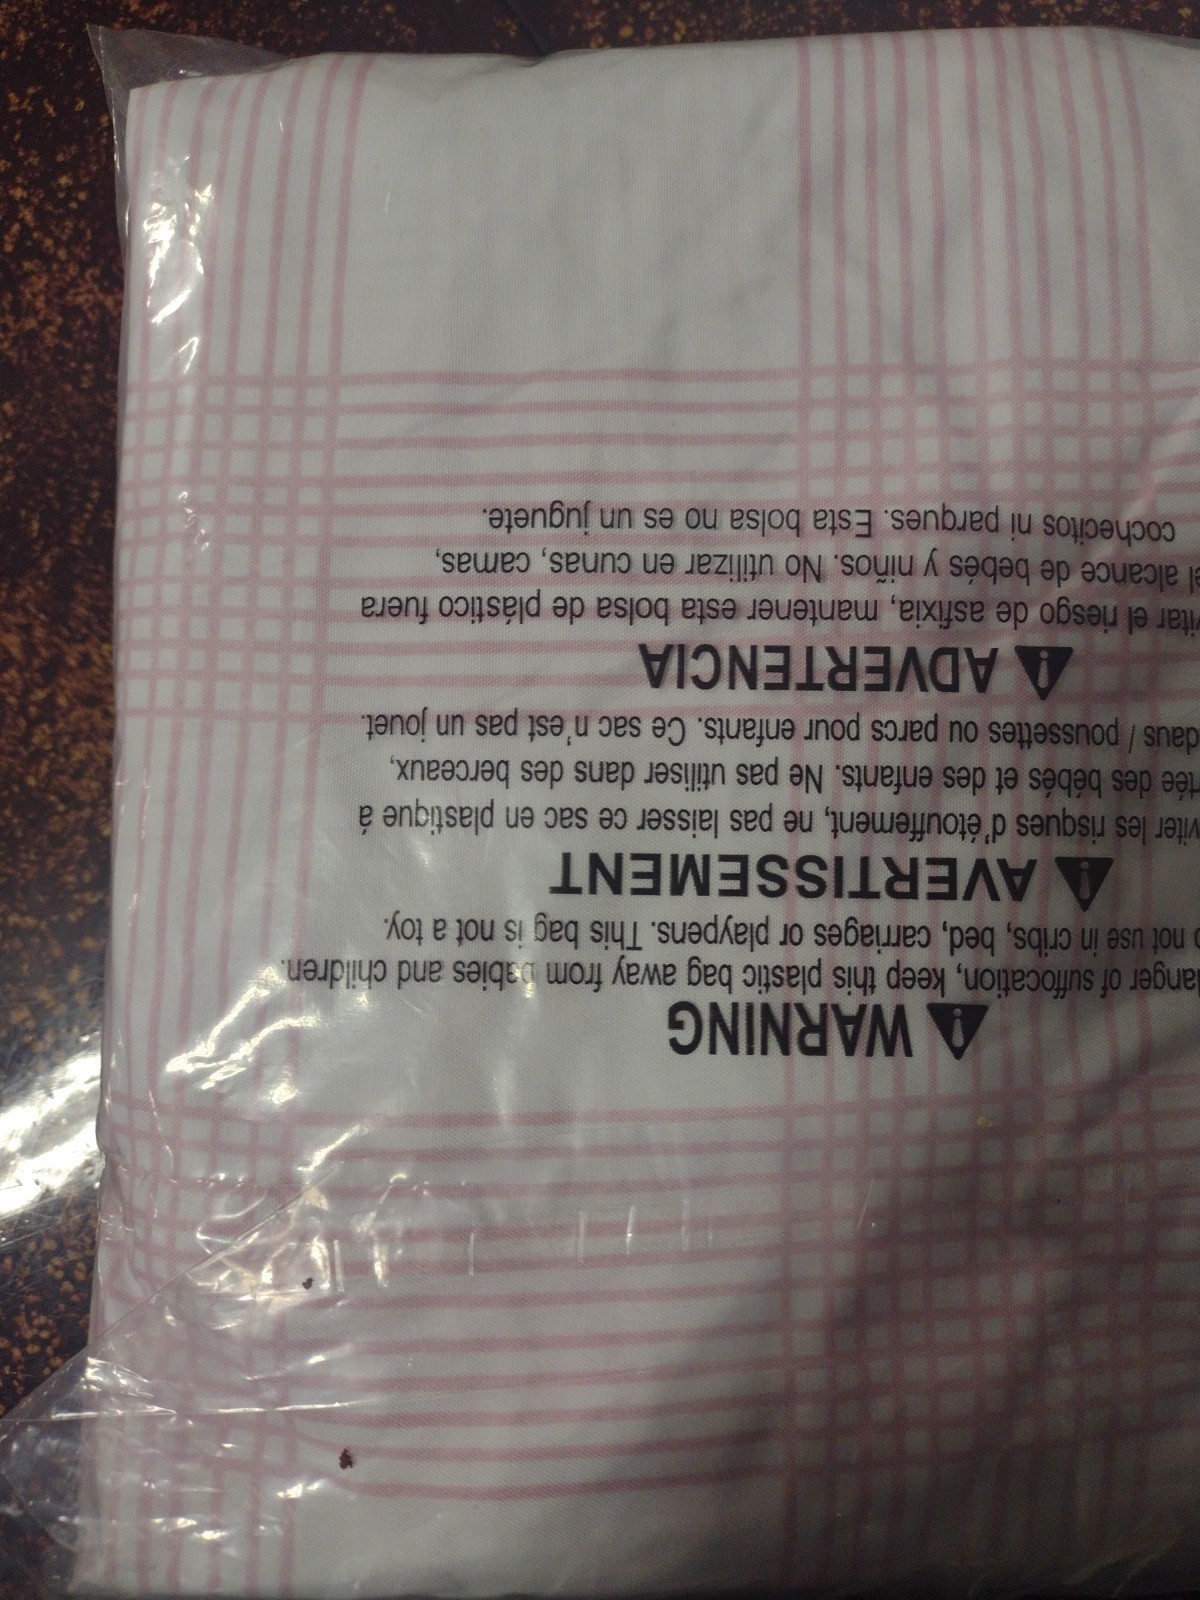 WARNING
danger of suffocation, keep this plastic bag away from babies and children.
not use in cribs, bed, carriages or playpens. This bag is not a toy.
AVERTISSEMENT
viter les risques d'étouffement, ne pas laisser ce sac en plastique á
rtée des bébés et des enfants. Ne pas utiliser dans des berceaux,
daus / poussettes ou parcs pour enfants. Ce sac n'est pas un jouet.
ADVERTENCIA
vitar el riesgo de asfixia, mantener esta bolsa de plástico fuera
el alcance de bebés y niños. No utilizar en cunas, camas,
cochecitos ni parques. Esta bolsa no es un juguete.